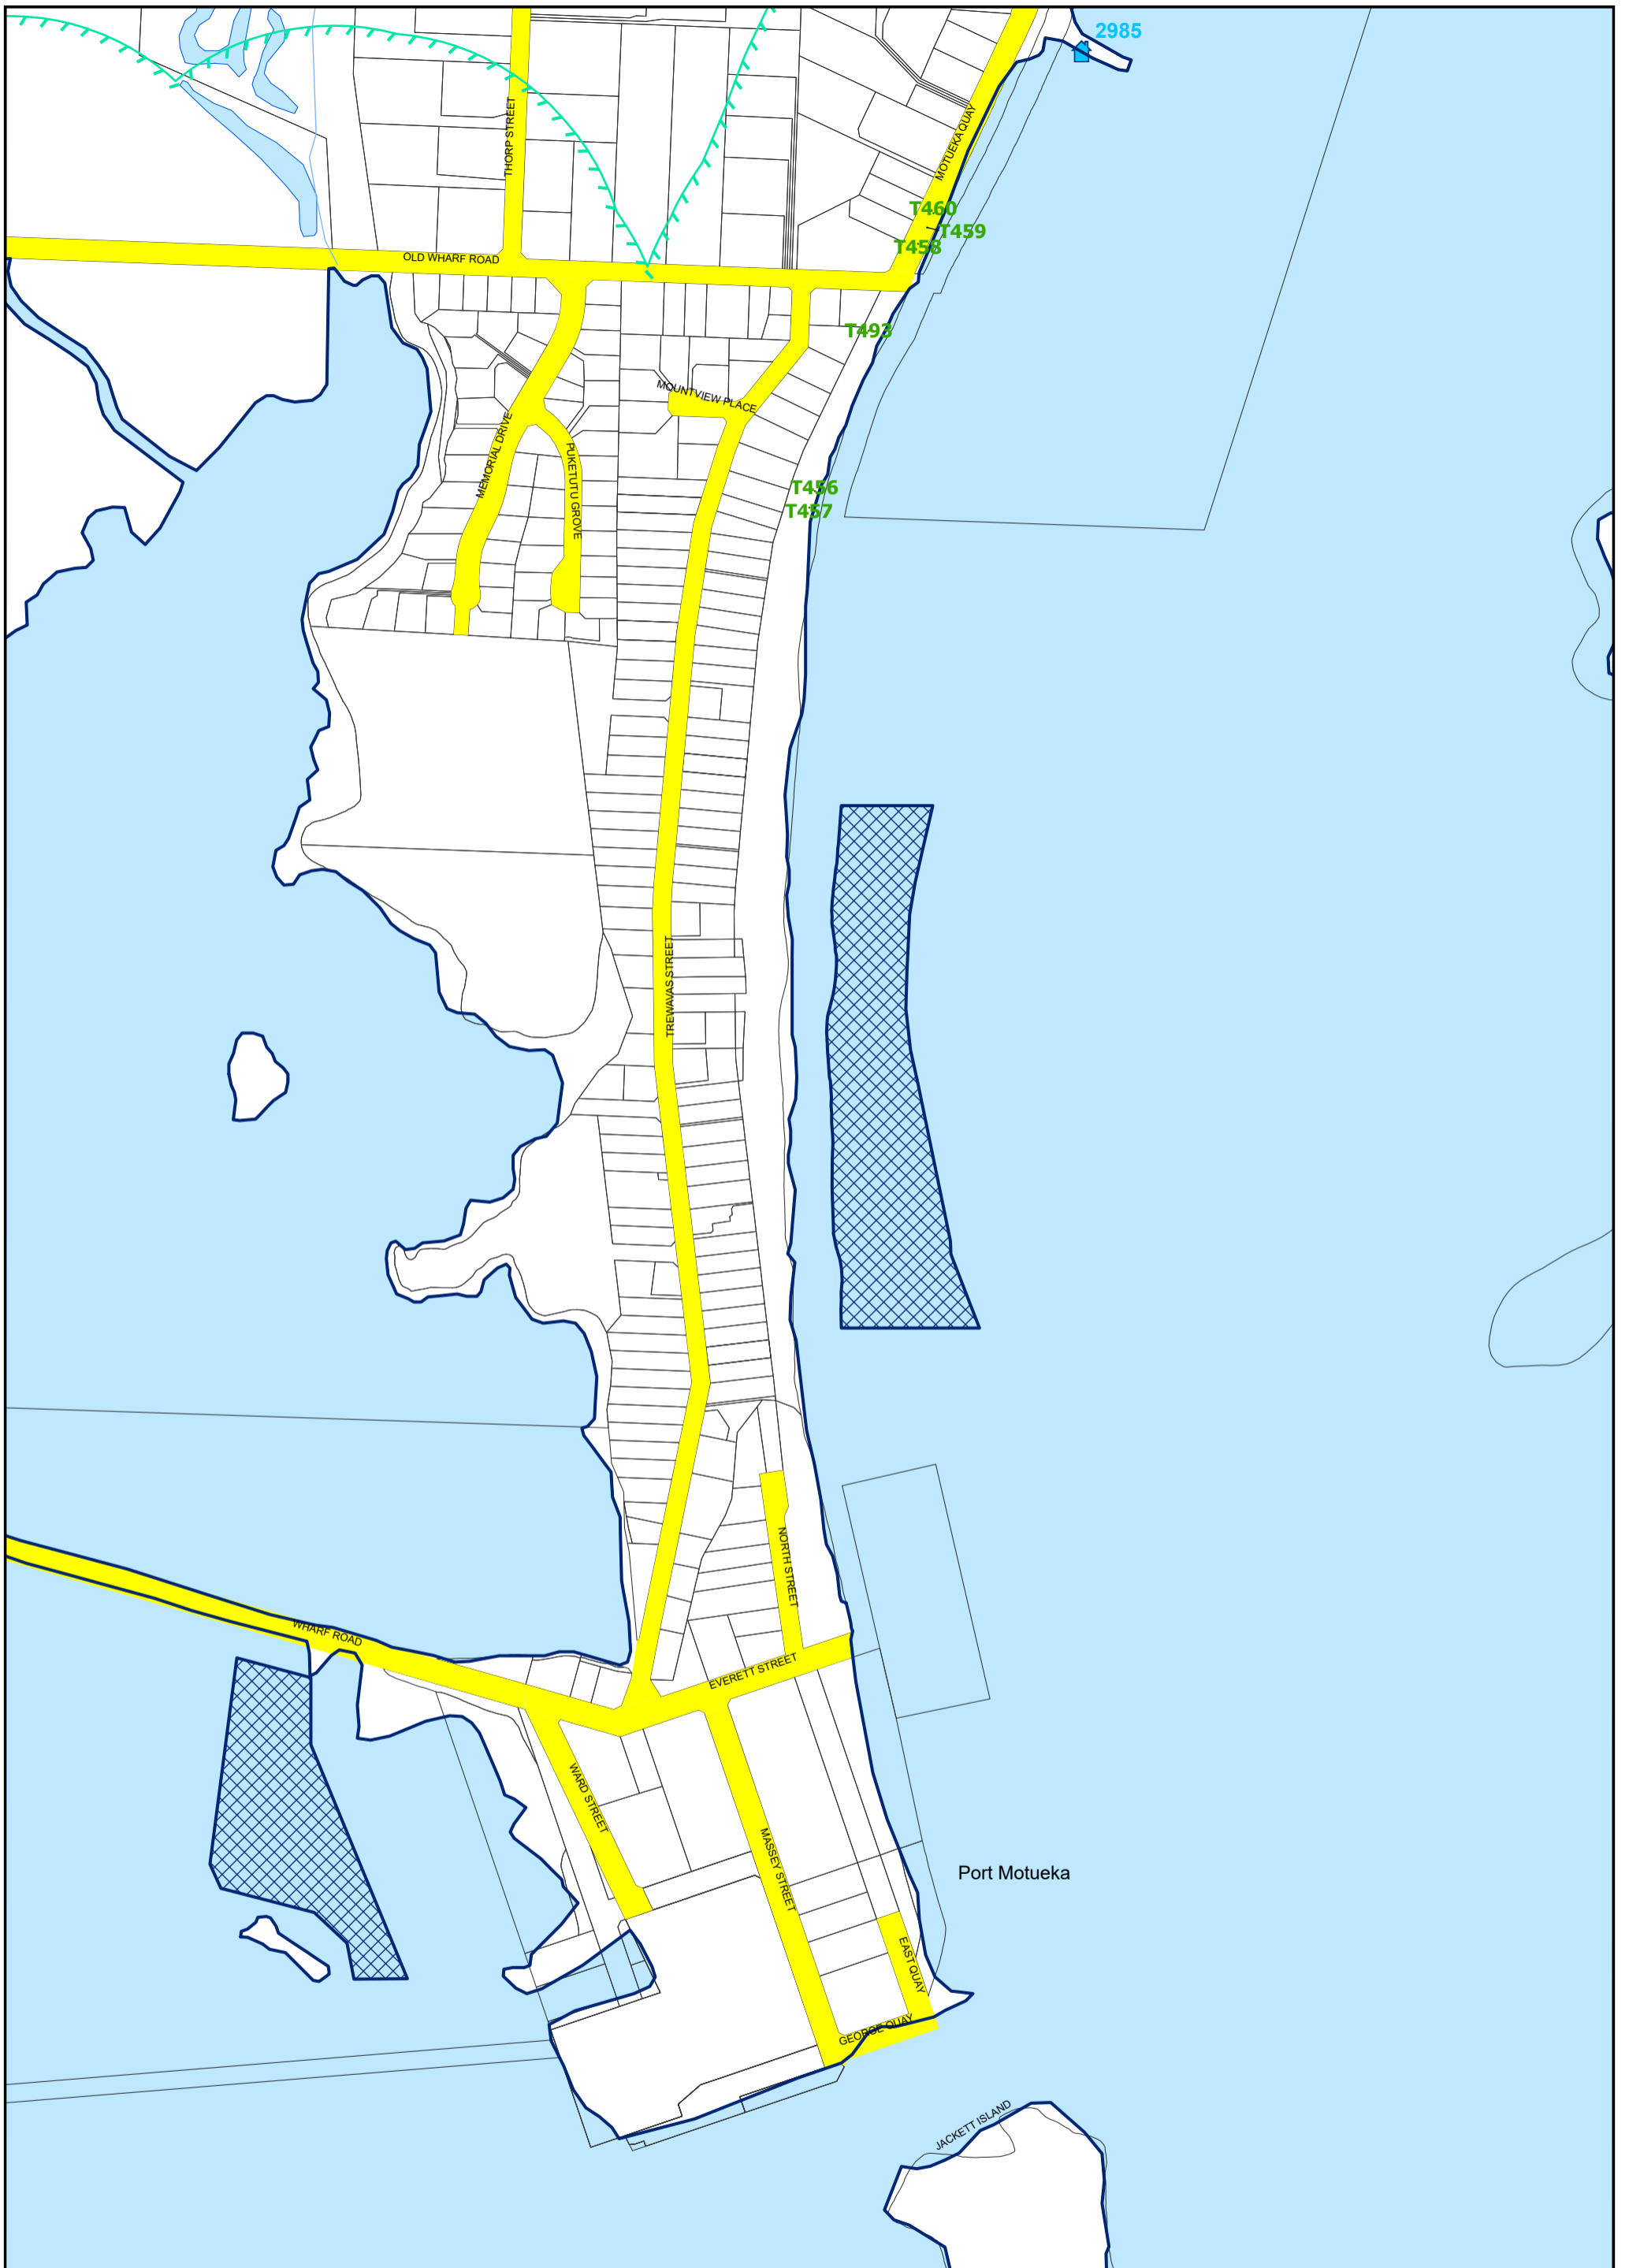 2985
THORP STREET
MOTUEKA QUAY
T460
T459
T458
OLD WHARF ROAD
T493
MOUNTVIEW PLACE
MEMORIAL DRIVE
PUKETUTU GROVE
T456
T457
TREWAVAS STREET
NORTH STREET
WHARF ROAD
EVERETT STREET
WARD STREET
MASSEY STREET
Port Motueka
EAST QUAY
GEORGE QUAY
JACKETT ISLAND